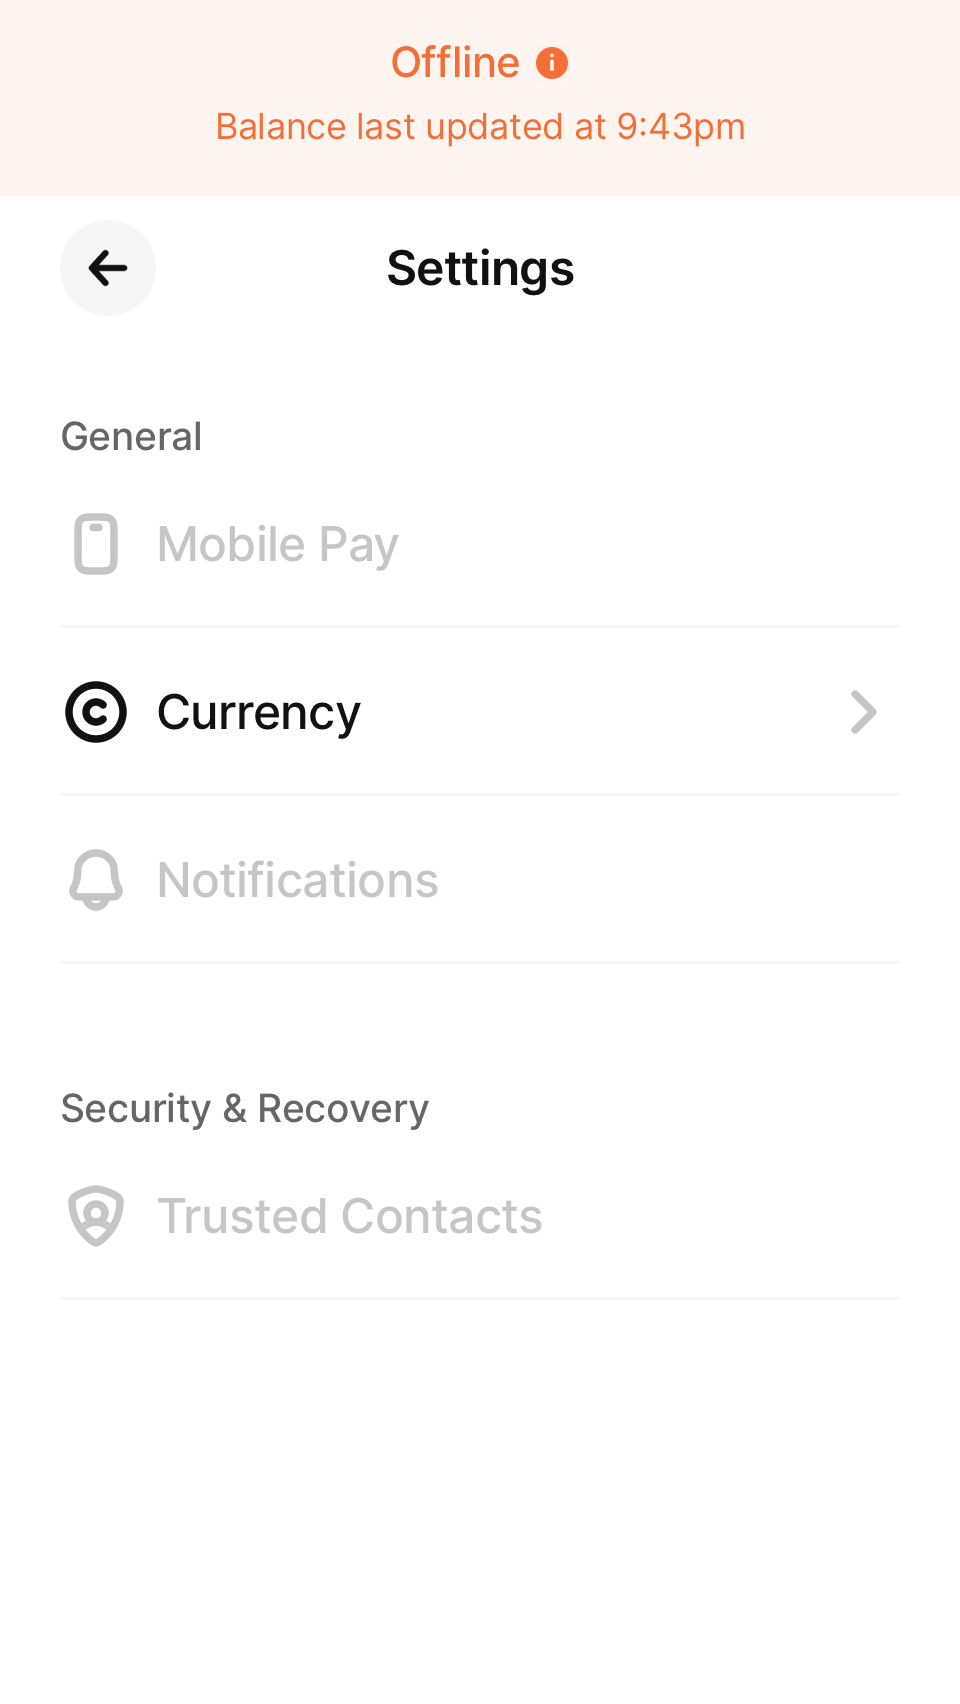 Offline
Balance last updated at 9:43pm
Settings
General
Mobile Pay
Currency
Notifications
Security & Recovery
Trusted Contacts